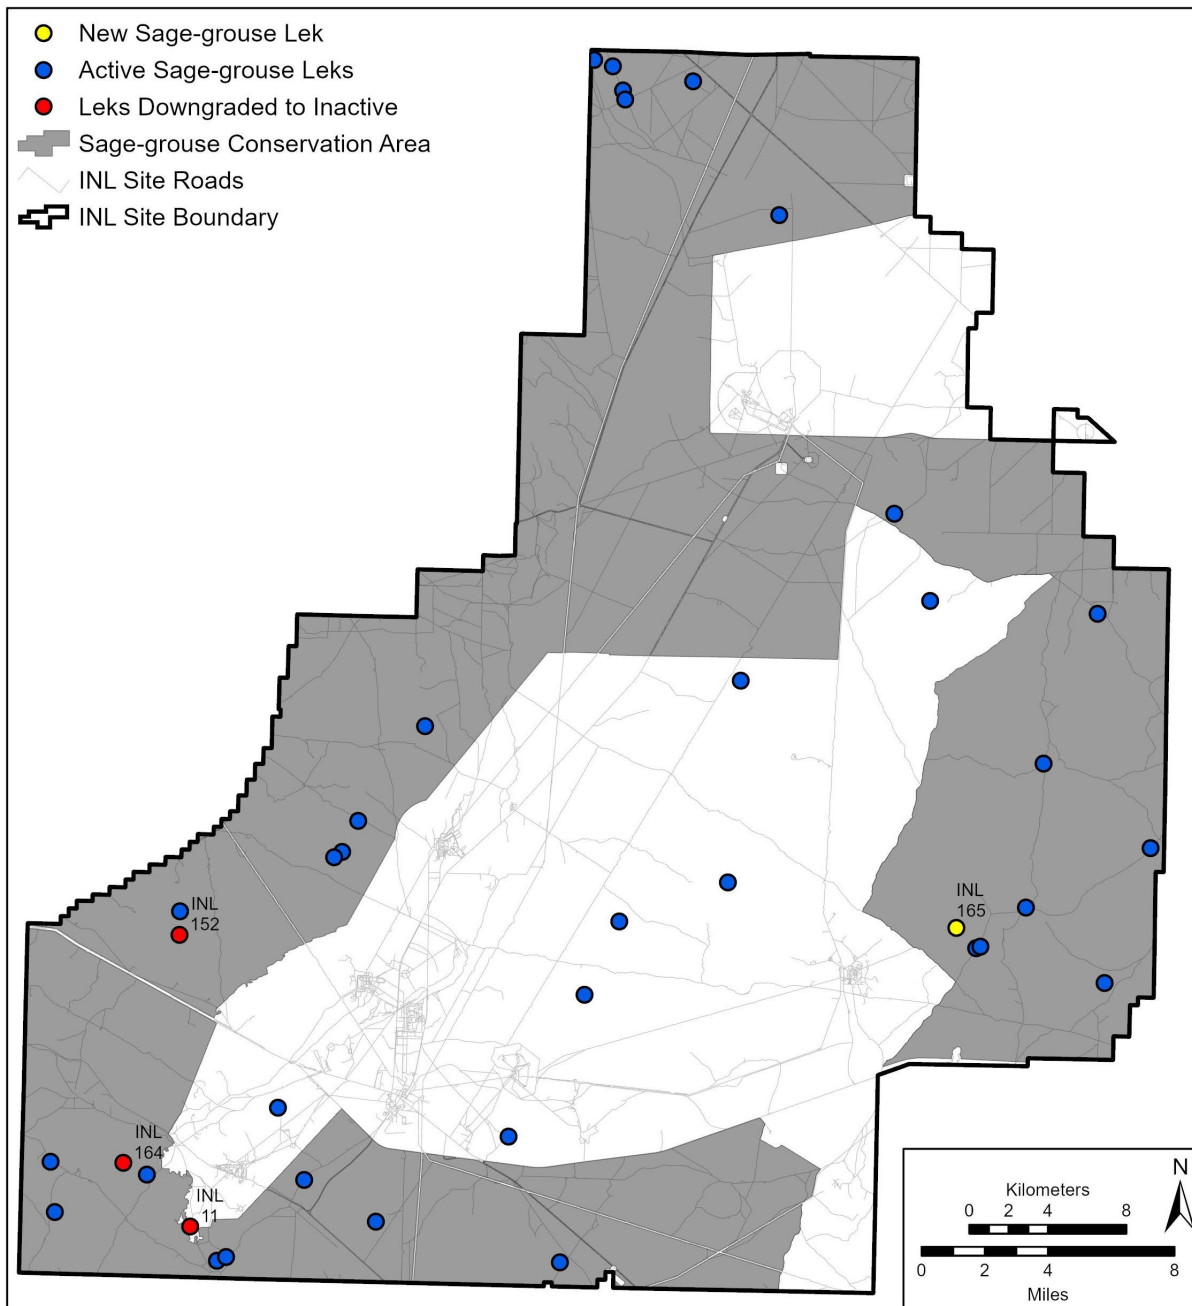 New Sage-grouse Lek
Active Sage-grouse Leks
Leks Downgraded to Inactive
Sage-grouse Conservation Area
INL Site Roads
INL Site Boundary
INL
152
INL
165
INL
164
INL
11
N
Kilometers
0 2 4 8
0 2 4 8
Miles